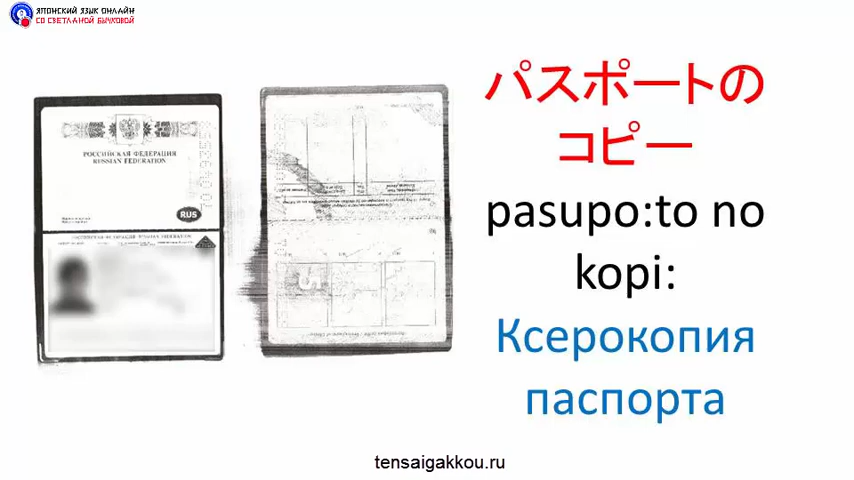 ЯПОНСКИЙ ЯЗЫК ОНЛАЙН
СО СВЕТЛАНОЙ БЫЧКОВОЙ
РОССИЙСКАЯ ФЕДЕРАЦИЯ
RUSSIAN FEDERATION
RUS
パスポートの
コピー
pasupo:to no
kopi:
Ксерокопия
паспорта
tensaigakkou.ru